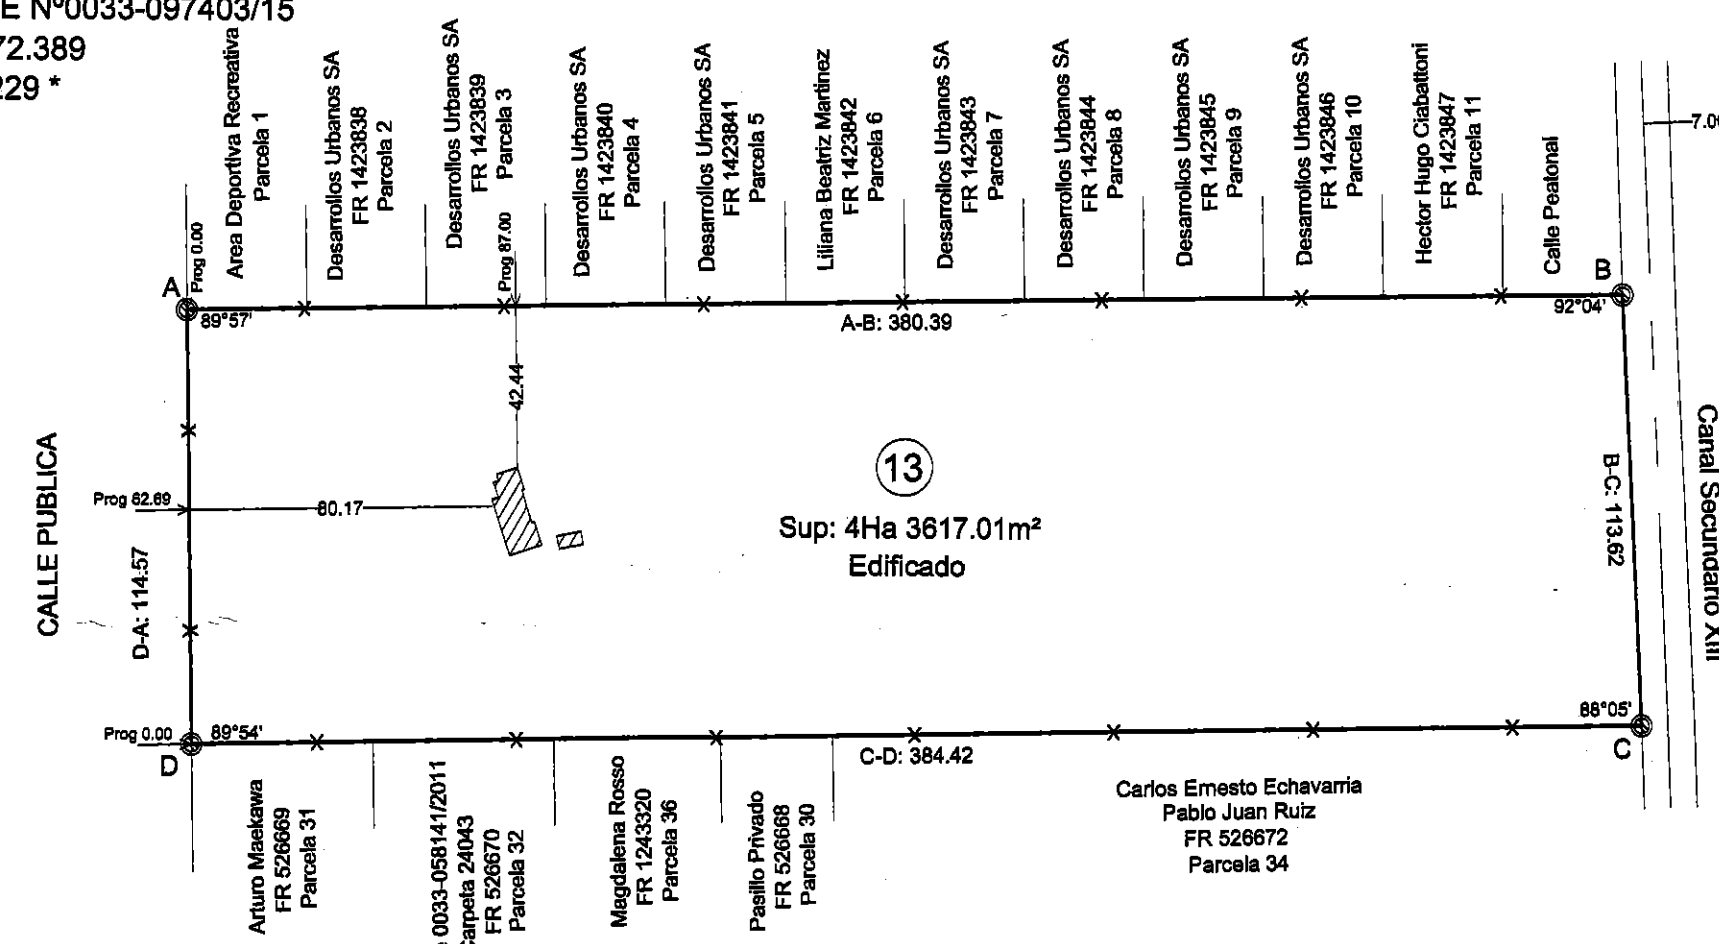 E Nº0033-097403/15
72.389
229 *
Area Deportiva Recreativa
Parcela 1
Desarrollos Urbanos SA
FR 1423838
Parcela 2
Desarrollos Urbanos SA
FR 1423839
Parcela 3
Desarrollos Urbanos SA
FR 1423840
Parcela 4
Desarrollos Urbanos SA
FR 1423841
Parcela 5
Liliana Beatriz Martinez
FR 1423842
Parcela 6
Desarrollos Urbanos SA
FR 1423843
Parcela 7
Desarrollos Urbanos SA
FR 1423844
Parcela 8
Desarrollos Urbanos SA
FR 1423845
Parcela 9
Desarrollos Urbanos SA
FR 1423846
Parcela 10
Hector Hugo Ciabattoni
FR 1423847
Parcela 11
Calle Peatonal
7.0
Prog 0.00
Prog 87.00
A
B
89°57'
A-B: 380.39
92°04'
42.44
CALLE PUBLICA
Prog 62.69
80.17
D-A: 114.57
13
Sup: 4Ha 3617.01m²
Edificado
B-C: 113.62
Canal Secundario XIII
Prog 0.00
89°54'
D
C-D: 384.42
88°05'
C
Arturo Maekawa
FR 526669
Parcela 31
0033-058141/2011
Carpeta 24043
FR 526670
Parcela 32
Magdalena Rosso
FR 1243320
Parcela 36
Pasillo Privado
FR 526668
Parcela 30
Carlos Ernesto Echavarria
Pablo Juan Ruiz
FR 526672
Parcela 34